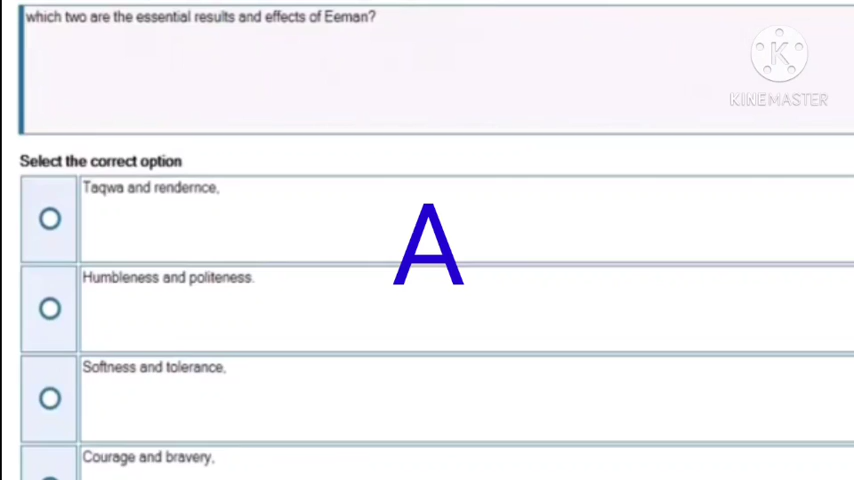 which two are the essential results and effects of Eeman?
KINEMASTER
Select the correct option
Taqwa and rendernce,
A
Humbleness and politeness.
Softness and tolerance,
Courage and bravery,